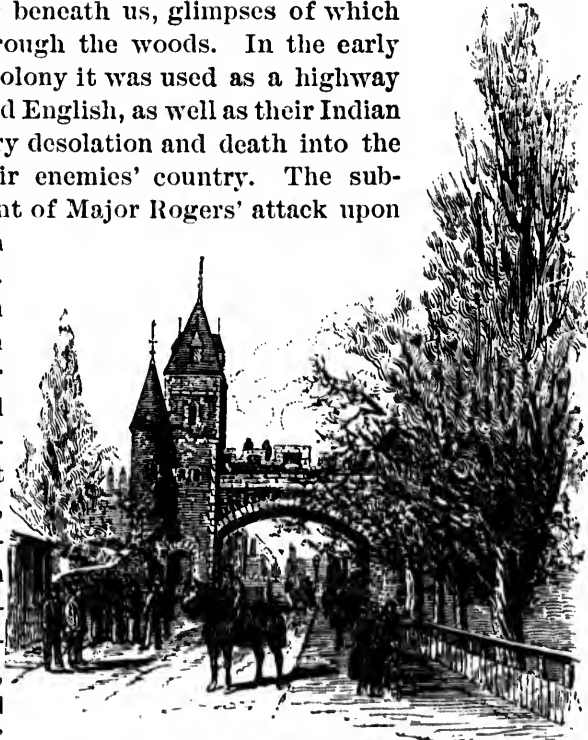 beneath us, glimpses of which
rough the woods. In the early
olony it was used as a highway
d English, as well as their Indian
ry desolation and death into the
ir enemies' country. The sub-
nt of Major Rogers' attack upon